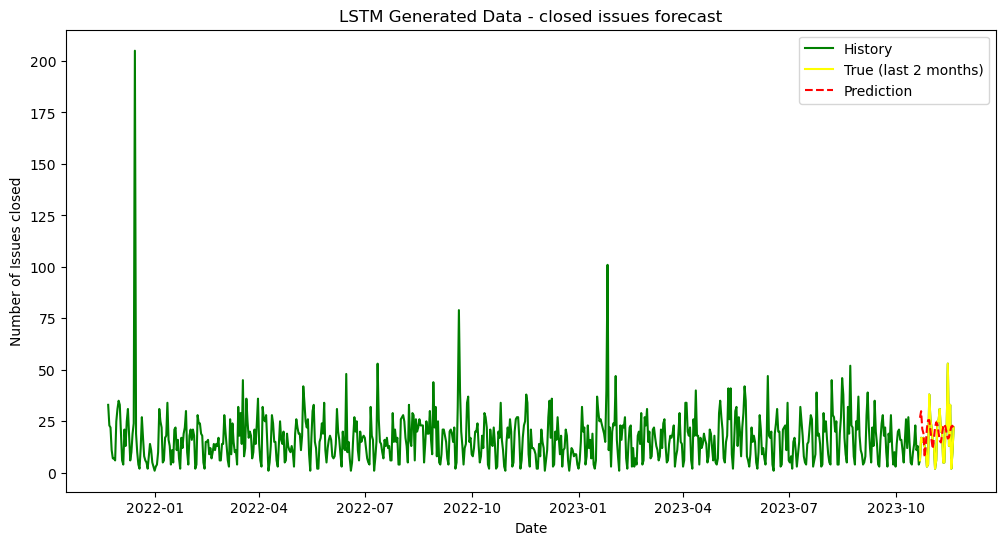 LSTM Generated Data - closed issues forecast
History
True (last 2 months)
Prediction
Number of Issues closed
200
175
150
125
100
75
50
25
0
2022-01
2022-04
2022-07
2022-10
2023-01
2023-04
2023-07
2023-10
Date